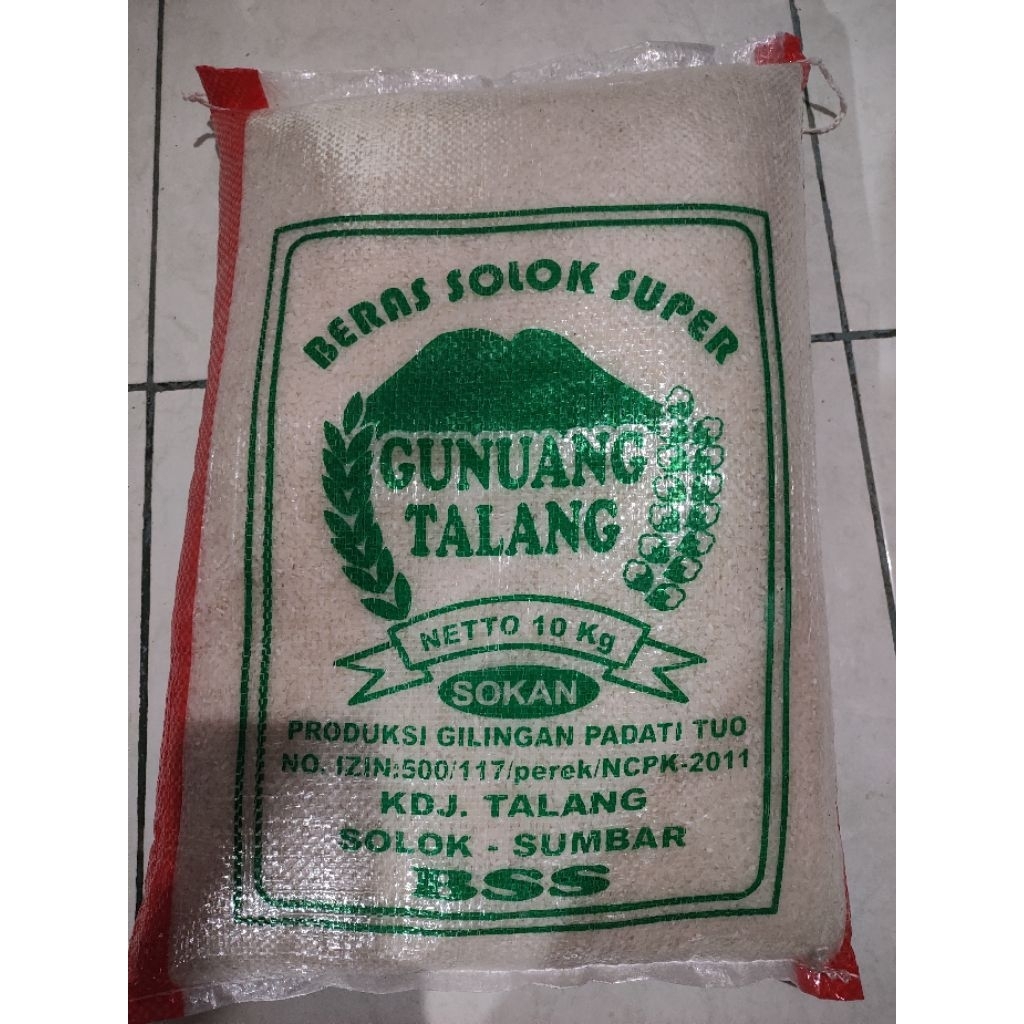 BERAS SOLOK SUPER
GUNUANG
TALANG
NETTO 10 Kg
SOKAN
PRODUKSI GILINGAN PADATI TUO
NO. IZIN:500/117/perek/NCPK-2011
KDJ. TALANG
SOLOK - SUMBAR
BSS